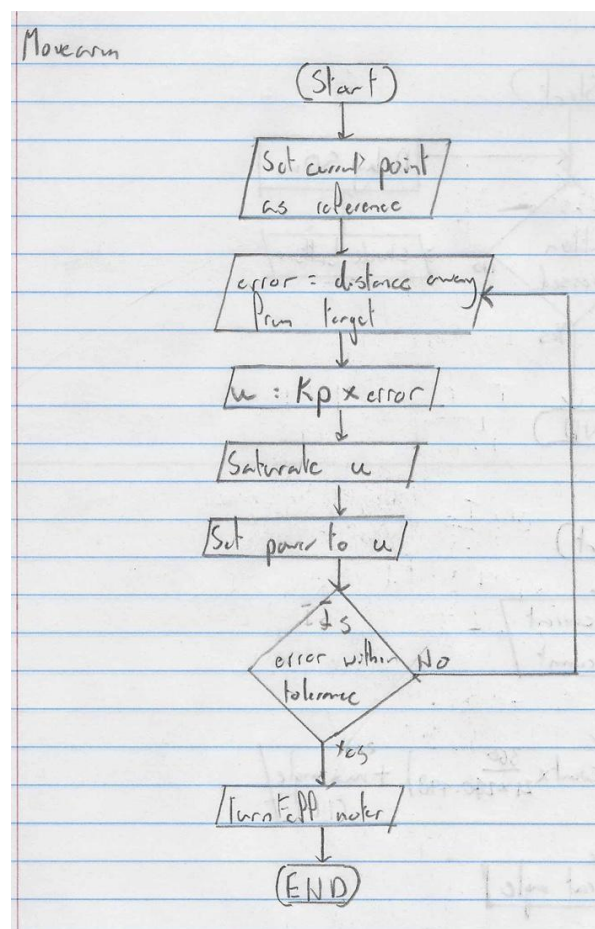 Movearm
(Start)
Set current point
as reference
error = distance away
from target
u = Kp x error
Saturate u
Set power to u
Is
error within
tolerance
No
Yes
Turn off motor
(END)